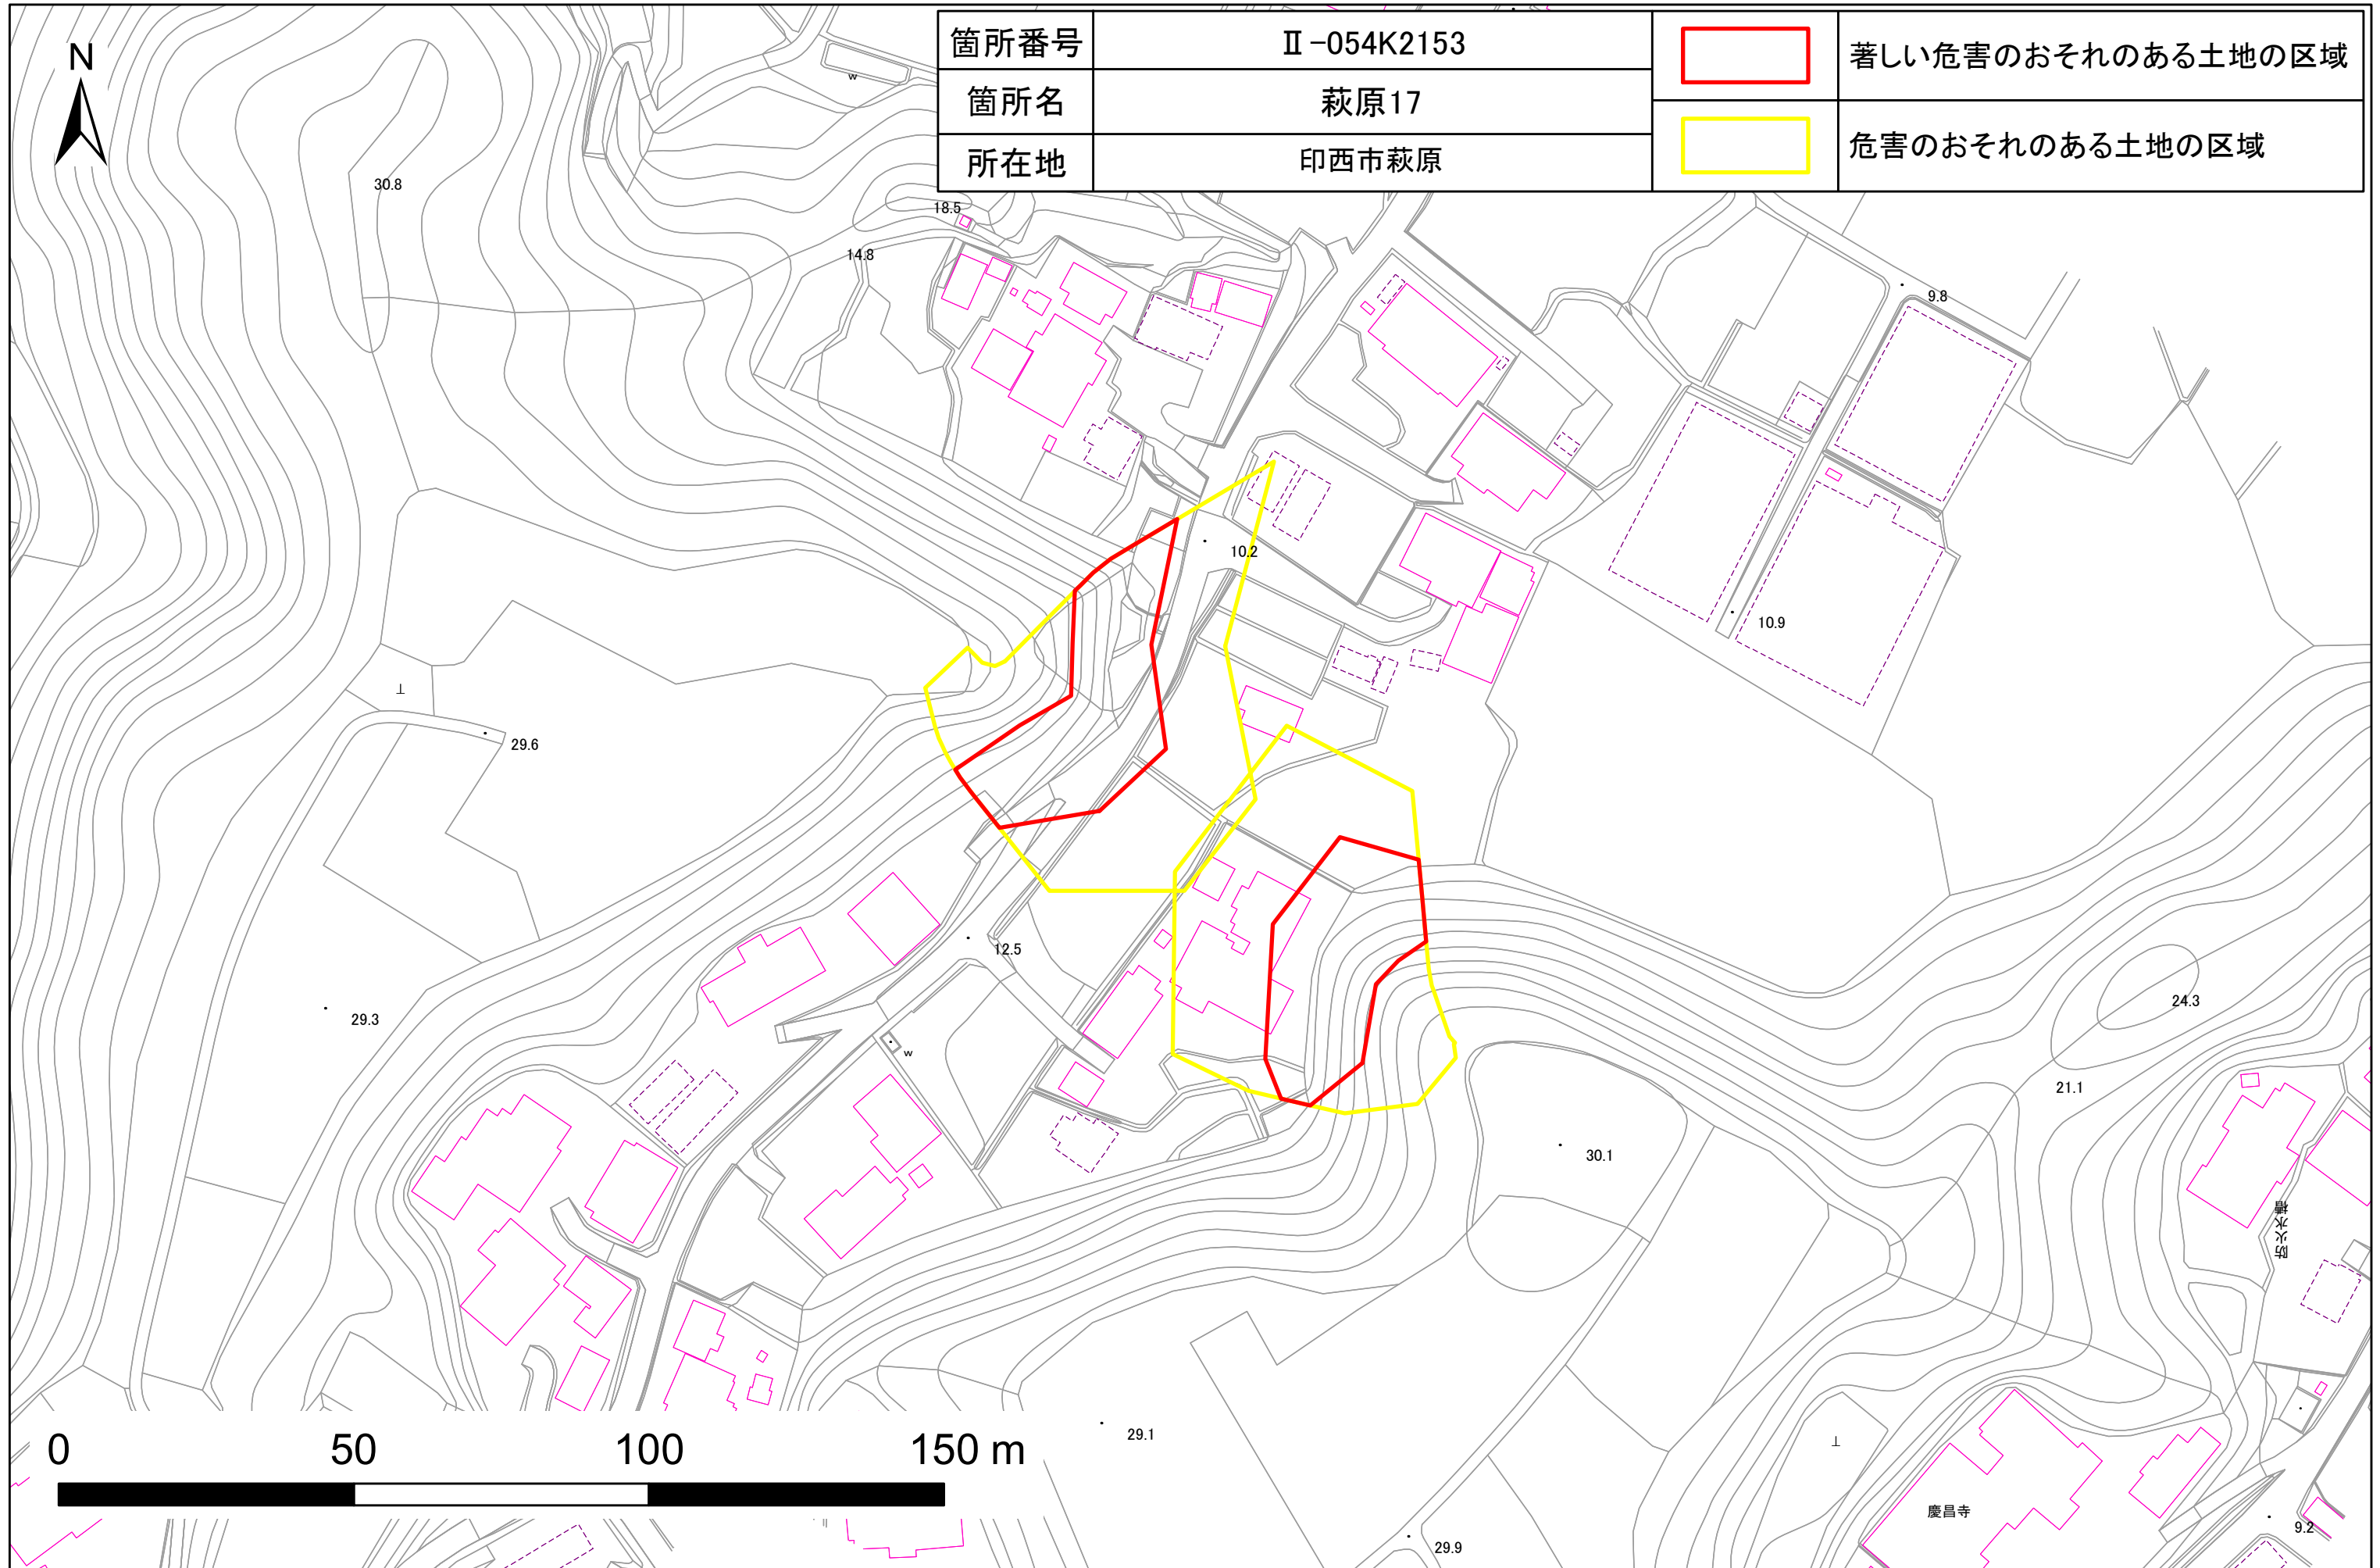 箇所番号 Ⅱ-054K2153
箇所名 萩原17
所在地 印西市萩原
著しい危害のおそれのある土地の区域
危害のおそれのある土地の区域
N
w
30.8
18.5
14.8
9.8
10.2
10.9
29.6
12.5
29.3
w
24.3
21.1
30.1
防火水槽
29.1
慶昌寺
9.2
29.9
0 50 100 150 m